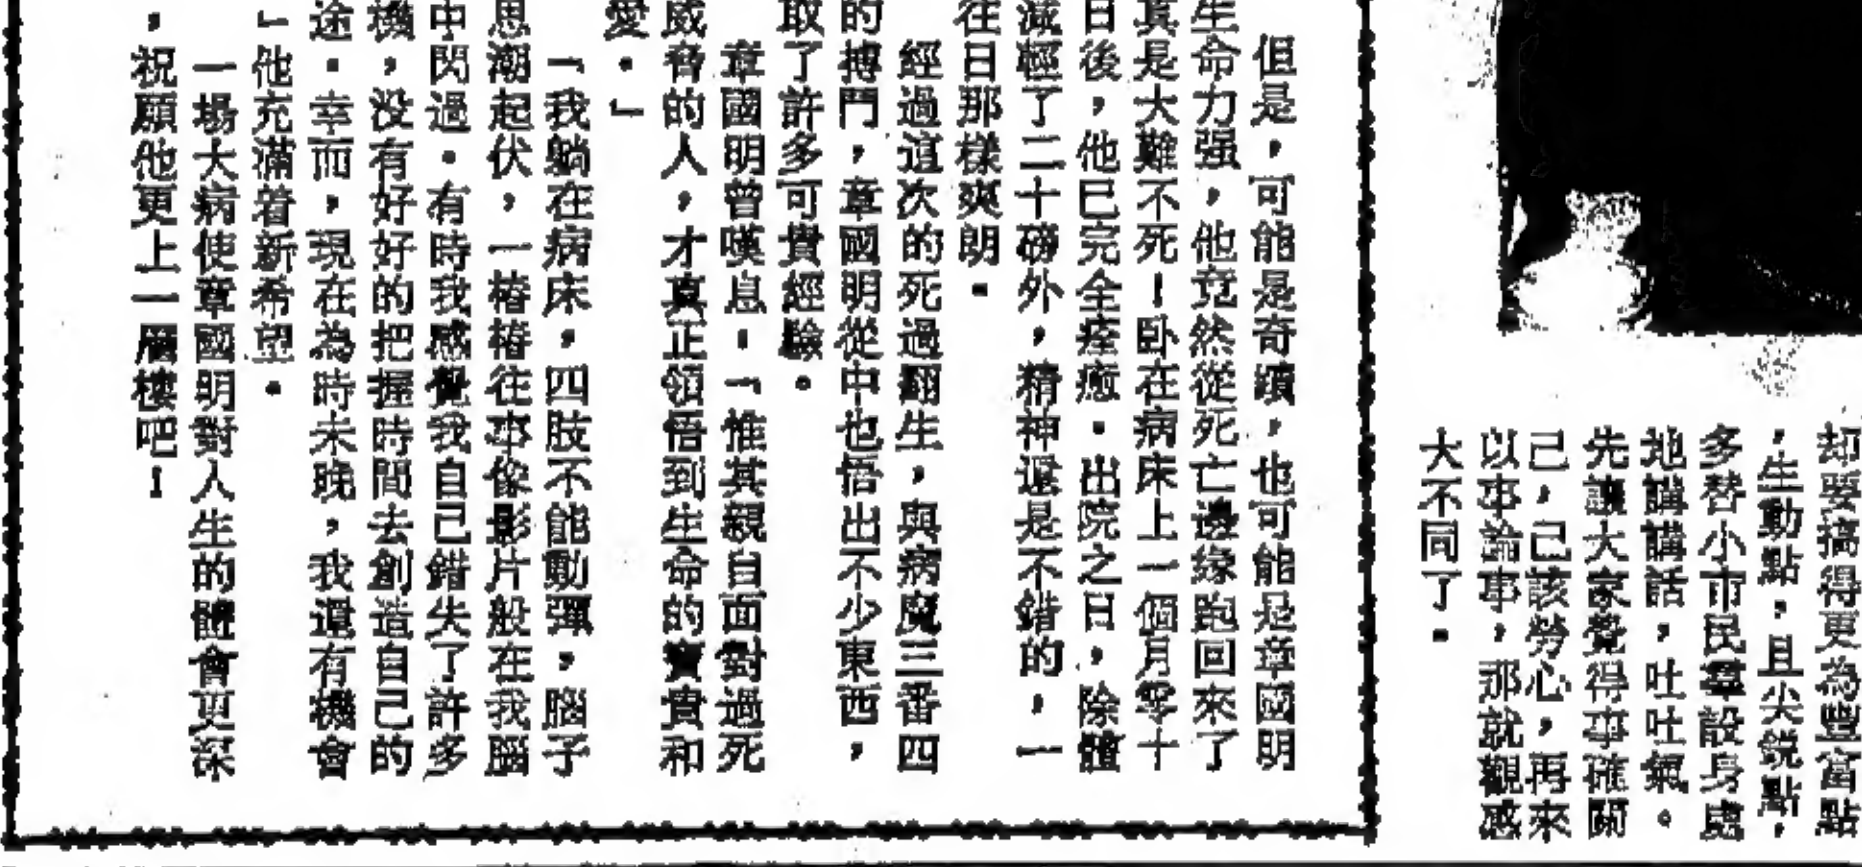 却要搞得更為豐富點
，生動點，且尖銳點，
多替小市民羣設身處
地講講話，吐吐氣。
先讓大家覺得事確關
己，己該勞心，再來
以事論事，那就觀感
大不同了。
但是，可能是奇蹟，也可能是章國明
生命力强，他竟然從死亡邊緣跑回來了
真是大難不死！卧在病床上一個月零十
日後，他已完全痊癒。出院之日，除體
減輕了二十磅外，精神還是不錯的，一
往日那樣爽朗。
經過這次的死過翻生，與病魔三番四
的搏鬥，章國明從中也悟出不少東西，
取了許多可貴經驗。
章國明曾嘆息，「惟其親自面對過死
威脅的人，才真正領悟到生命的寶貴和
愛。」
「我躺在病床，四肢不能動彈，腦子
思潮起伏，一樁樁往事像影片般在我腦
中閃過。有時我感覺我自己錯失了許多
機，没有好好的把握時間去創造自己的
途。幸而，現在為時未晚，我還有機會
」他充滿着新希望。
一場大病使章國明對人生的體會更深
，祝願他更上一層樓吧！